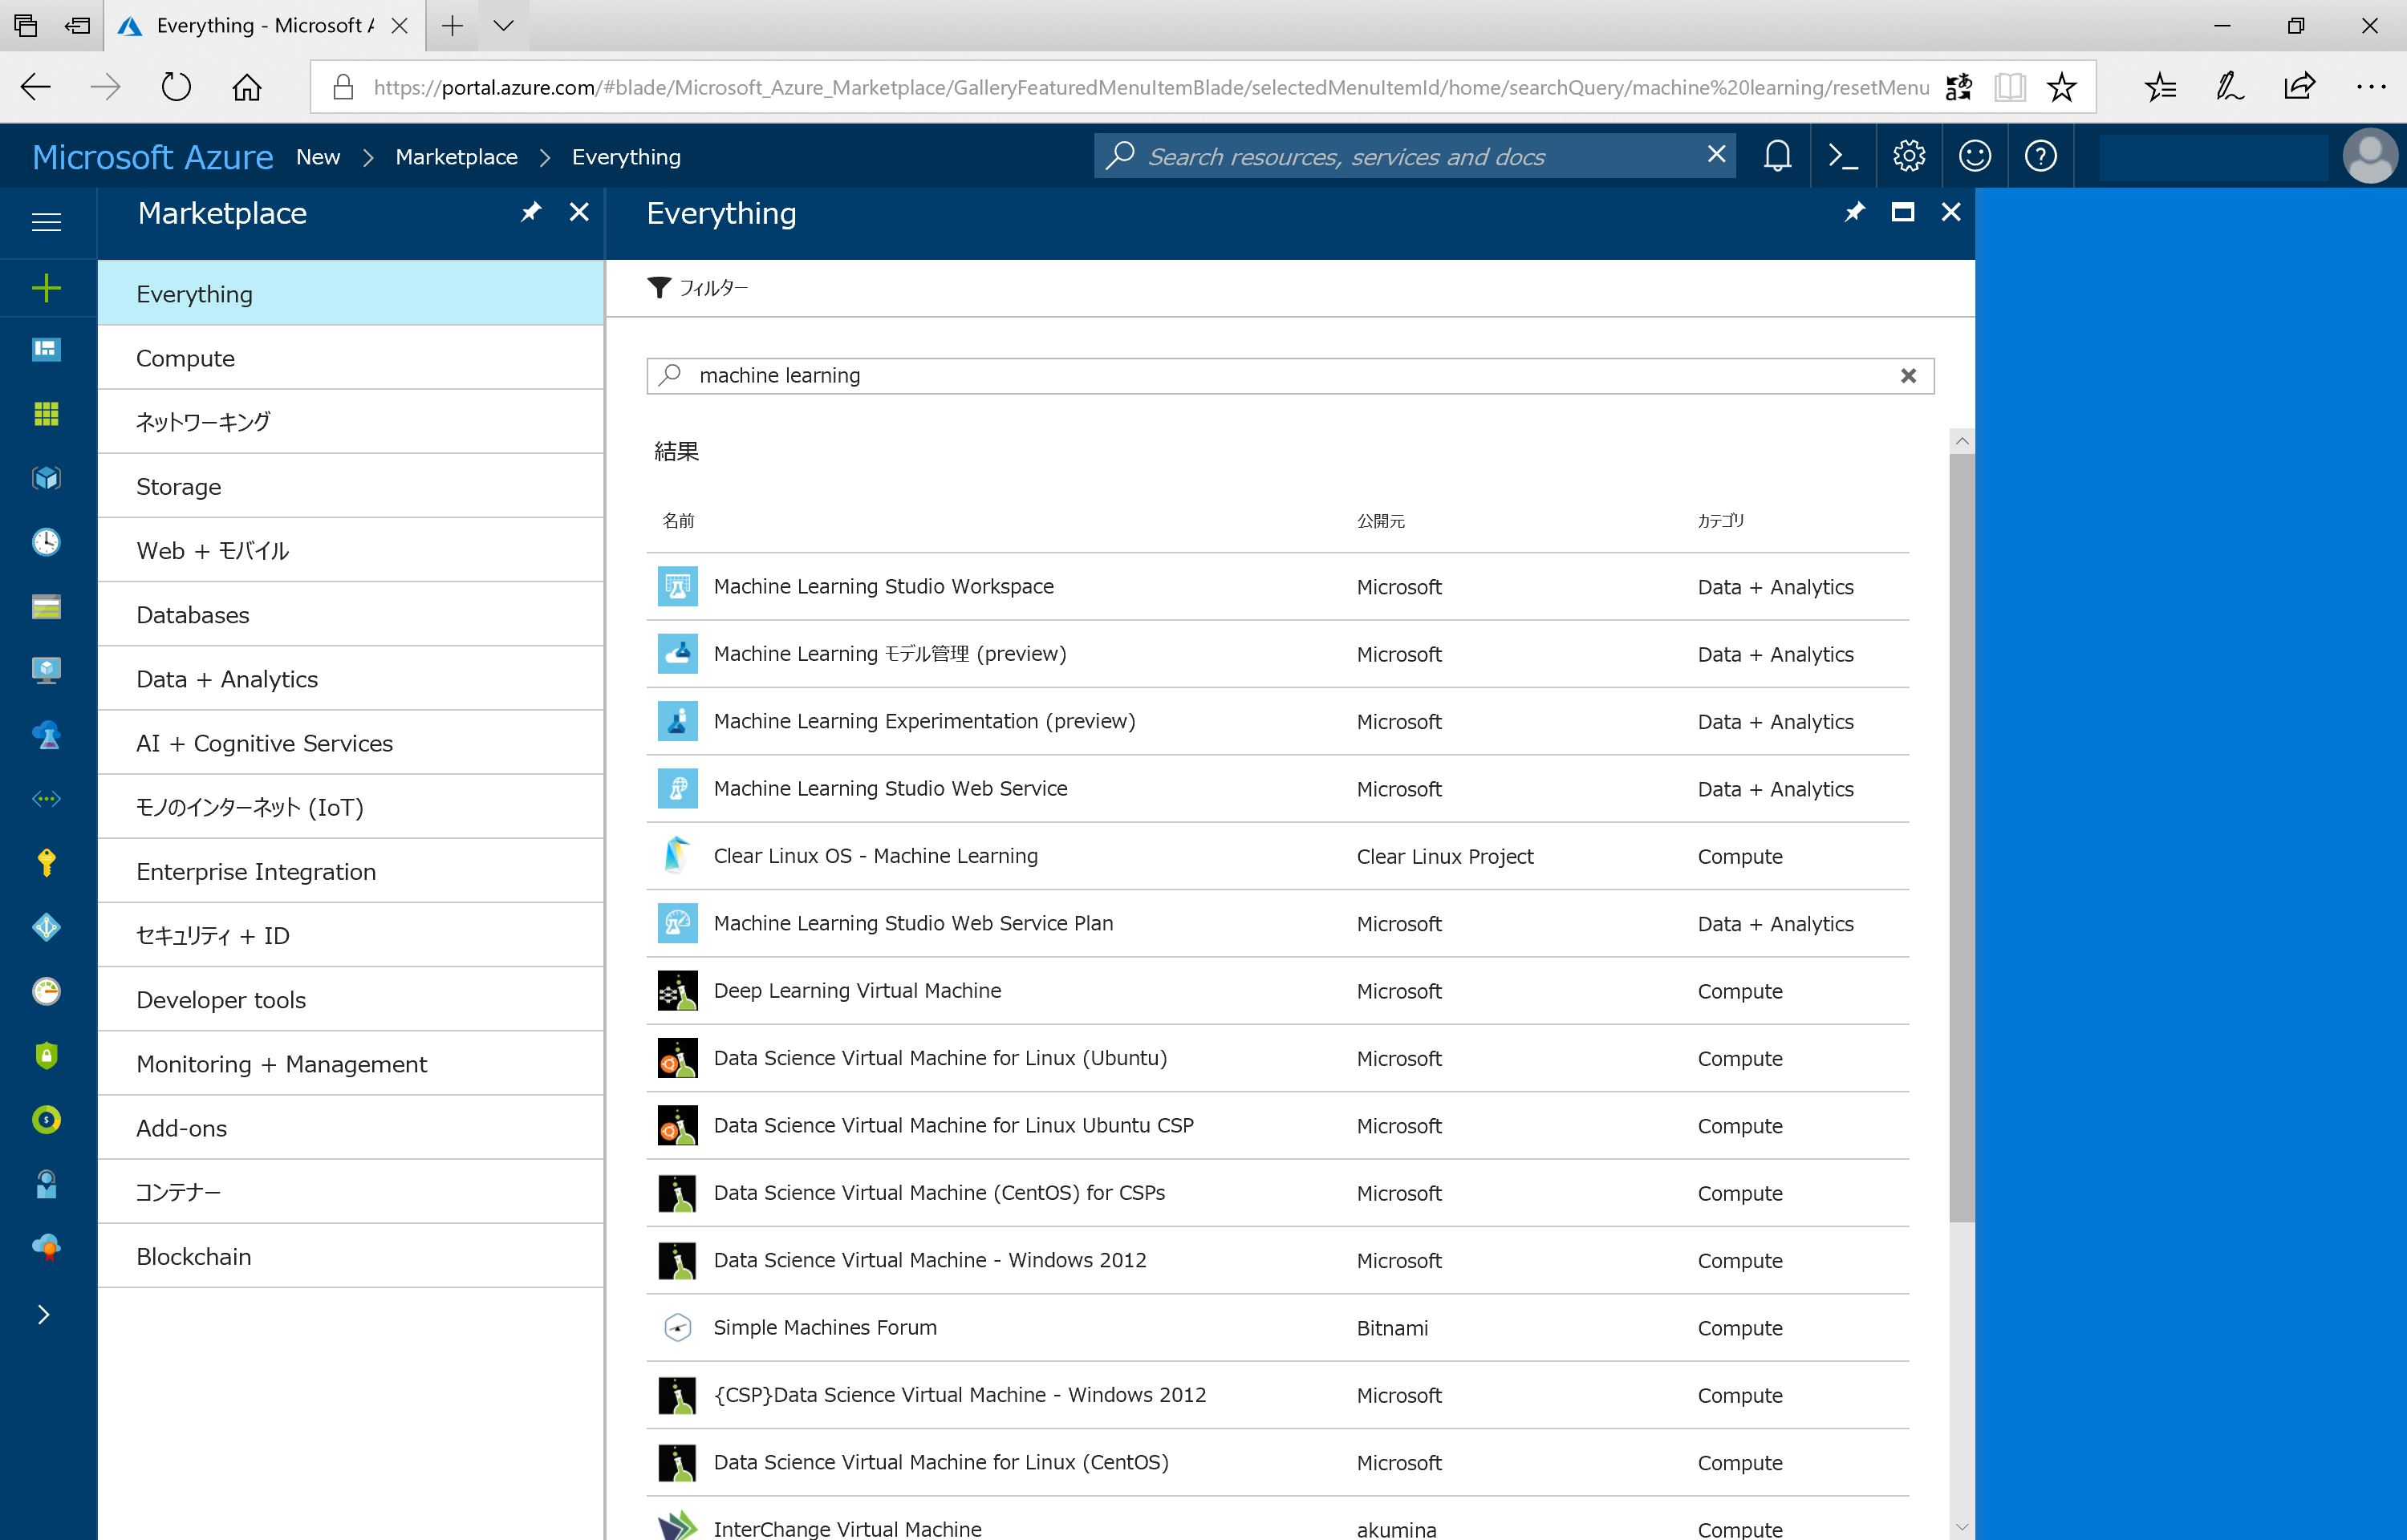 Everything - Microsoft A
https://portal.azure.com/#blade/Microsoft_Azure_Marketplace/GalleryFeaturedMenuItemBlade/selectedMenuItemId/home/searchQuery/machine%20learning/resetMenu
Microsoft Azure New > Marketplace > Everything
Search resources, services and docs
Marketplace
Everything
Compute
ネットワーキング
Storage
Web + モバイル
Databases
Data + Analytics
AI + Cognitive Services
モノのインターネット (IoT)
Enterprise Integration
セキュリティ + ID
Developer tools
Monitoring + Management
Add-ons
コンテナー
Blockchain
Everything
フィルター
machine learning
結果
名前 公開元 カテゴリ
Machine Learning Studio Workspace Microsoft Data + Analytics
Machine Learning モデル管理 (preview) Microsoft Data + Analytics
Machine Learning Experimentation (preview) Microsoft Data + Analytics
Machine Learning Studio Web Service Microsoft Data + Analytics
Clear Linux OS - Machine Learning Clear Linux Project Compute
Machine Learning Studio Web Service Plan Microsoft Data + Analytics
Deep Learning Virtual Machine Microsoft Compute
Data Science Virtual Machine for Linux (Ubuntu) Microsoft Compute
Data Science Virtual Machine for Linux Ubuntu CSP Microsoft Compute
Data Science Virtual Machine (CentOS) for CSPs Microsoft Compute
Data Science Virtual Machine - Windows 2012 Microsoft Compute
Simple Machines Forum Bitnami Compute
{CSP}Data Science Virtual Machine - Windows 2012 Microsoft Compute
Data Science Virtual Machine for Linux (CentOS) Microsoft Compute
InterChange Virtual Machine akumina Compute